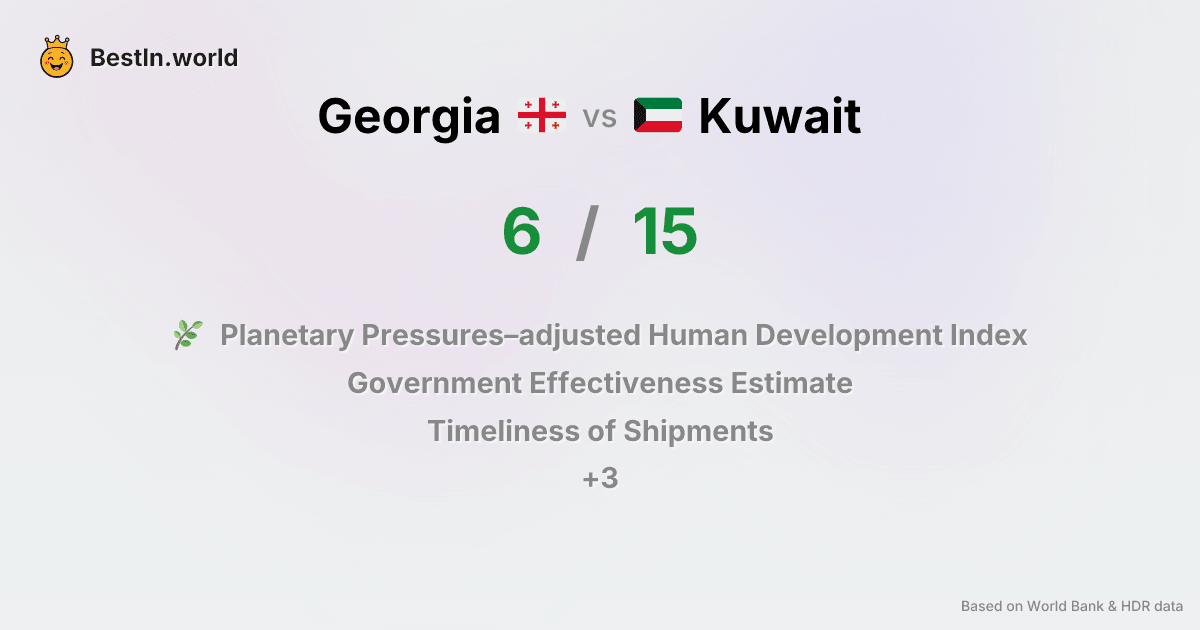 BestIn.world
Georgia vs Kuwait
6 / 15
Planetary Pressures–adjusted Human Development Index
Government Effectiveness Estimate
Timeliness of Shipments
+3
Based on World Bank & HDR data